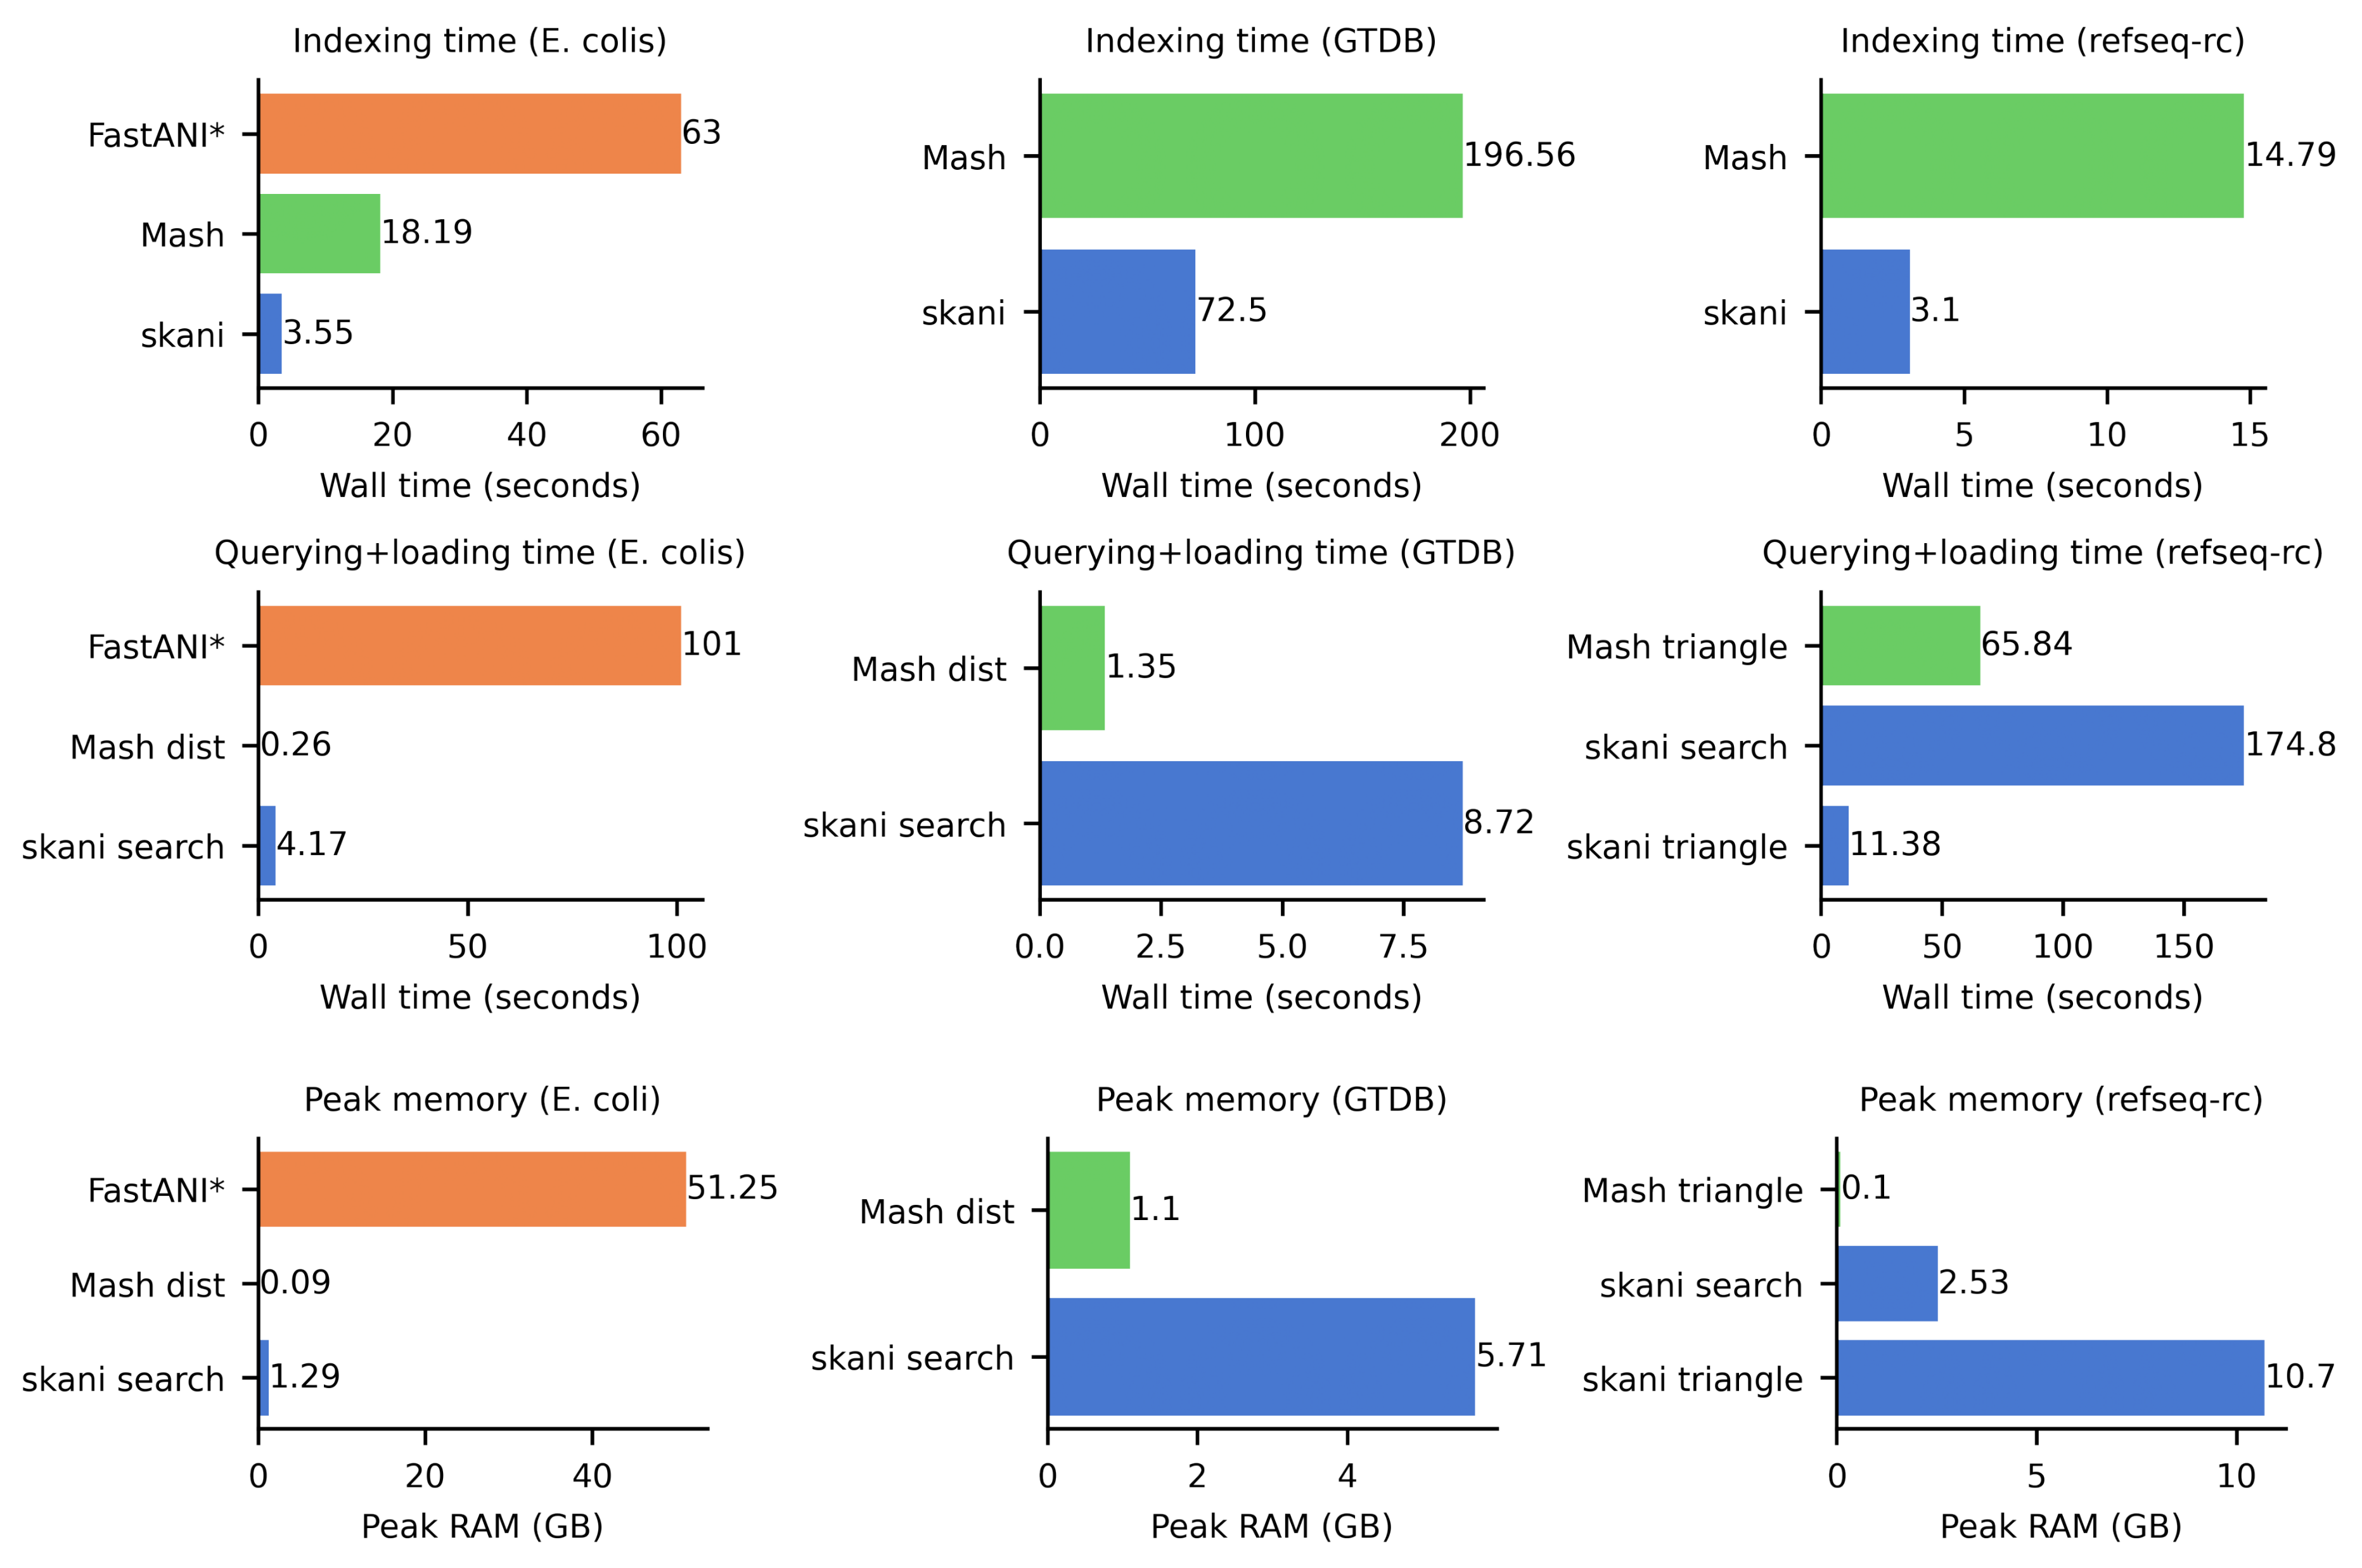 Indexing time (E. colis)
FastANI*
63
Mash
18.19
skani
3.55
0 20 40 60
Wall time (seconds)
Indexing time (GTDB)
Mash
196.56
skani
72.5
0 100 200
Wall time (seconds)
Indexing time (refseq-rc)
Mash
14.79
skani
3.1
0 5 10 15
Wall time (seconds)
Querying+loading time (E. colis)
FastANI*
101
Mash dist
0.26
skani search
4.17
0 50 100
Wall time (seconds)
Querying+loading time (GTDB)
Mash dist
1.35
skani search
8.72
0.0 2.5 5.0 7.5
Wall time (seconds)
Querying+loading time (refseq-rc)
Mash triangle
65.84
skani search
174.8
skani triangle
11.38
0 50 100 150
Wall time (seconds)
Peak memory (E. coli)
FastANI*
51.25
Mash dist
0.09
skani search
1.29
0 20 40
Peak RAM (GB)
Peak memory (GTDB)
Mash dist
1.1
skani search
5.71
0 2 4
Peak RAM (GB)
Peak memory (refseq-rc)
Mash triangle
0.1
skani search
2.53
skani triangle
10.7
0 5 10
Peak RAM (GB)